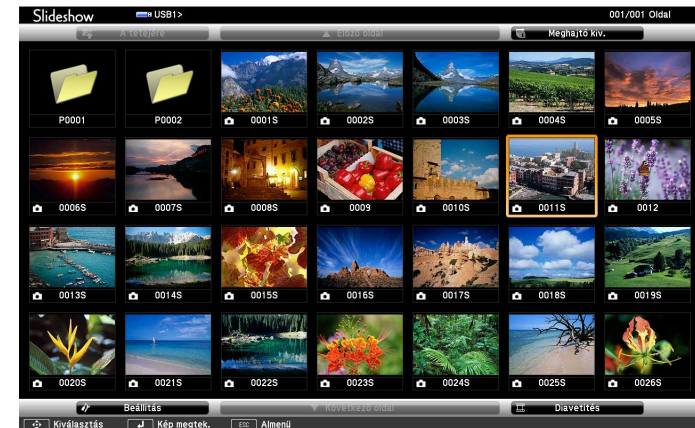 Slideshow USB1> 001/001 Oldal
A tetejére Előző oldal Meghajtó kiv.
P0001 P0002 0001S 0002S 0003S 0004S 0005S
0006S 0007S 0008S 0009 0010S 0011S 0012
0013S 0014S 0015S 0016S 0017S 0018S 0019S
0020S 0021S 0022S 0023S 0024S 0025S 0026S
Beállítás Következő oldal Diavetítés
Kiválasztás Kép megtek. ESC Almenü